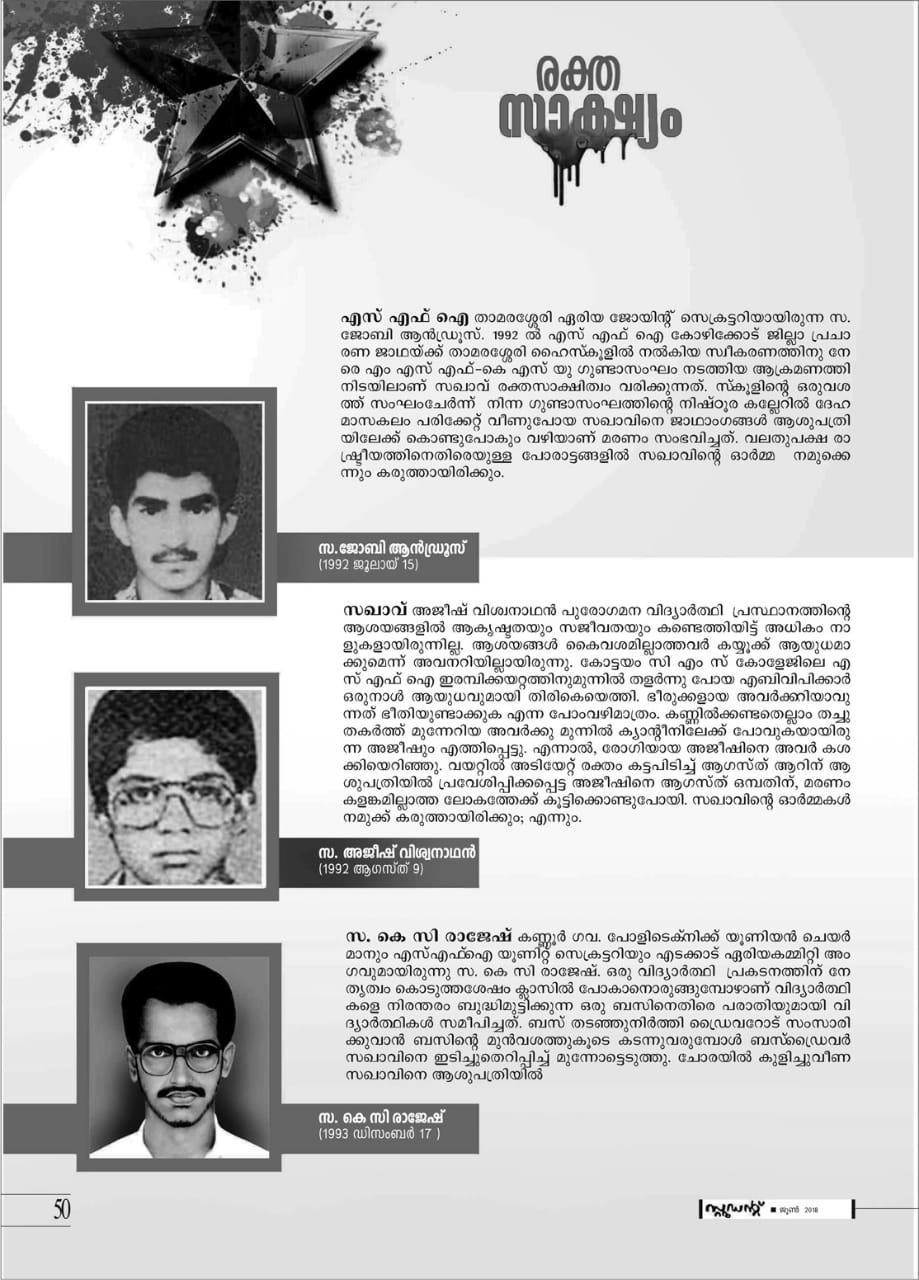 രക്ത
സാക്ഷ്യം
എസ് എഫ് ഐ താമരശ്ശേരി ഏരിയ ജോയിന്റ് സെക്രട്ടറിയായിരുന്ന സ.
ജോബി ആൻഡ്രൂസ്. 1992 ൽ എസ് എഫ് ഐ കോഴിക്കോട് ജില്ലാ പ്രചാ
രണ ജാഥയ്ക്ക് താമരശ്ശേരി ഹൈസ്കൂളിൽ നൽകിയ സ്വീകരണത്തിനു നേ
രെ എം എസ് എഫ്-കെ എസ് യു ഗുണ്ടാസംഘം നടത്തിയ ആക്രമണത്തി
നിടയിലാണ് സഖാവ് രക്തസാക്ഷിത്വം വരിക്കുന്നത്. സ്കൂളിന്റെ ഒരുവശ
ത്ത് സംഘംചേർന്ന് നിന്ന ഗുണ്ടാസംഘത്തിന്റെ നിഷ്ഠൂര കല്ലേറിൽ ദേഹ
മാസകലം പരിക്കേറ്റ് വീണുപോയ സഖാവിനെ ജാഥാംഗങ്ങൾ ആശുപത്രി
യിലേക്ക് കൊണ്ടുപോകും വഴിയാണ് മരണം സംഭവിച്ചത്. വലതുപക്ഷ രാ
ഷ്ട്രീയത്തിനെതിരെയുള്ള പോരാട്ടങ്ങളിൽ സഖാവിന്റെ ഓർമ്മ നമുക്കെ
ന്നും കരുത്തായിരിക്കും.
സ.ജോബി ആൻഡ്രൂസ്
(1992 ജൂലായ് 15)
സഖാവ് അജീഷ് വിശ്വനാഥൻ പുരോഗമന വിദ്യാർത്ഥി പ്രസ്ഥാനത്തിന്റെ
ആശയങ്ങളിൽ ആകൃഷ്ടതയും സജീവതയും കണ്ടെത്തിയിട്ട് അധികം നാ
ളുകളായിരുന്നില്ല. ആശയങ്ങൾ കൈവശമില്ലാത്തവർ കയ്യൂക്ക് ആയുധമാ
ക്കുമെന്ന് അവനറിയില്ലായിരുന്നു. കോട്ടയം സി എം സ് കോളേജിലെ എ
സ് എഫ് ഐ ഇരമ്പിക്കയറ്റത്തിനുമുന്നിൽ തളർന്നു പോയ എബിവിപിക്കാർ
ഒരുനാൾ ആയുധവുമായി തിരികെയെത്തി. ഭീരുക്കളായ അവർക്കറിയാവു
ന്നത് ഭീതിയുണ്ടാക്കുക എന്ന പോംവഴിമാത്രം. കണ്ണിൽക്കണ്ടതെല്ലാം തച്ചു
തകർത്ത് മുന്നേറിയ അവർക്കു മുന്നിൽ ക്യാന്റീനിലേക്ക് പോവുകയായിരു
ന്ന അജീഷും എത്തിപ്പെട്ടു. എന്നാൽ, രോഗിയായ അജീഷിനെ അവർ കശ
ക്കിയെറിഞ്ഞു. വയറ്റിൽ അടിയേറ്റ് രക്തം കട്ടപിടിച്ച് ആഗസ്ത് ആറിന് ആ
ശുപത്രിയിൽ പ്രവേശിപ്പിക്കപ്പെട്ട അജീഷിനെ ആഗസ്ത് ഒമ്പതിന്, മരണം
കളങ്കമില്ലാത്ത ലോകത്തേക്ക് കൂട്ടിക്കൊണ്ടുപോയി. സഖാവിന്റെ ഓർമ്മകൾ
നമുക്ക് കരുത്തായിരിക്കും; എന്നും.
സ. അജീഷ് വിശ്വനാഥൻ
(1992 ആഗസ്ത് 9)
സ. കെ സി രാജേഷ് കണ്ണൂർ ഗവ. പോളിടെക്നിക്ക് യൂണിയൻ ചെയർ
മാനും എസ്എഫ്ഐ യൂണിറ്റ് സെക്രട്ടറിയും എടക്കാട് ഏരിയകമ്മിറ്റി അം
ഗവുമായിരുന്നു സ. കെ സി രാജേഷ്. ഒരു വിദ്യാർത്ഥി പ്രകടനത്തിന് നേ
തൃത്വം കൊടുത്തശേഷം ക്ലാസിൽ പോകാനൊരുങ്ങുമ്പോഴാണ് വിദ്യാർത്ഥി
കളെ നിരന്തരം ബുദ്ധിമുട്ടിക്കുന്ന ഒരു ബസിനെതിരെ പരാതിയുമായി വി
ദ്യാർത്ഥികൾ സമീപിച്ചത്. ബസ് തടഞ്ഞുനിർത്തി ഡ്രൈവറോട് സംസാരി
ക്കുവാൻ ബസിന്റെ മുൻവശത്തുകൂടെ കടന്നുവരുമ്പോൾ ബസ്ഡ്രൈവർ
സഖാവിനെ ഇടിച്ചുതെറിപ്പിച്ച് മുന്നോട്ടെടുത്തു. ചോരയിൽ കുളിച്ചുവീണ
സഖാവിനെ ആശുപത്രിയിൽ
സ. കെ സി രാജേഷ്
(1993 ഡിസംബർ 17 )
50
സ്റ്റുഡന്റ് ■ ജൂൺ 2018